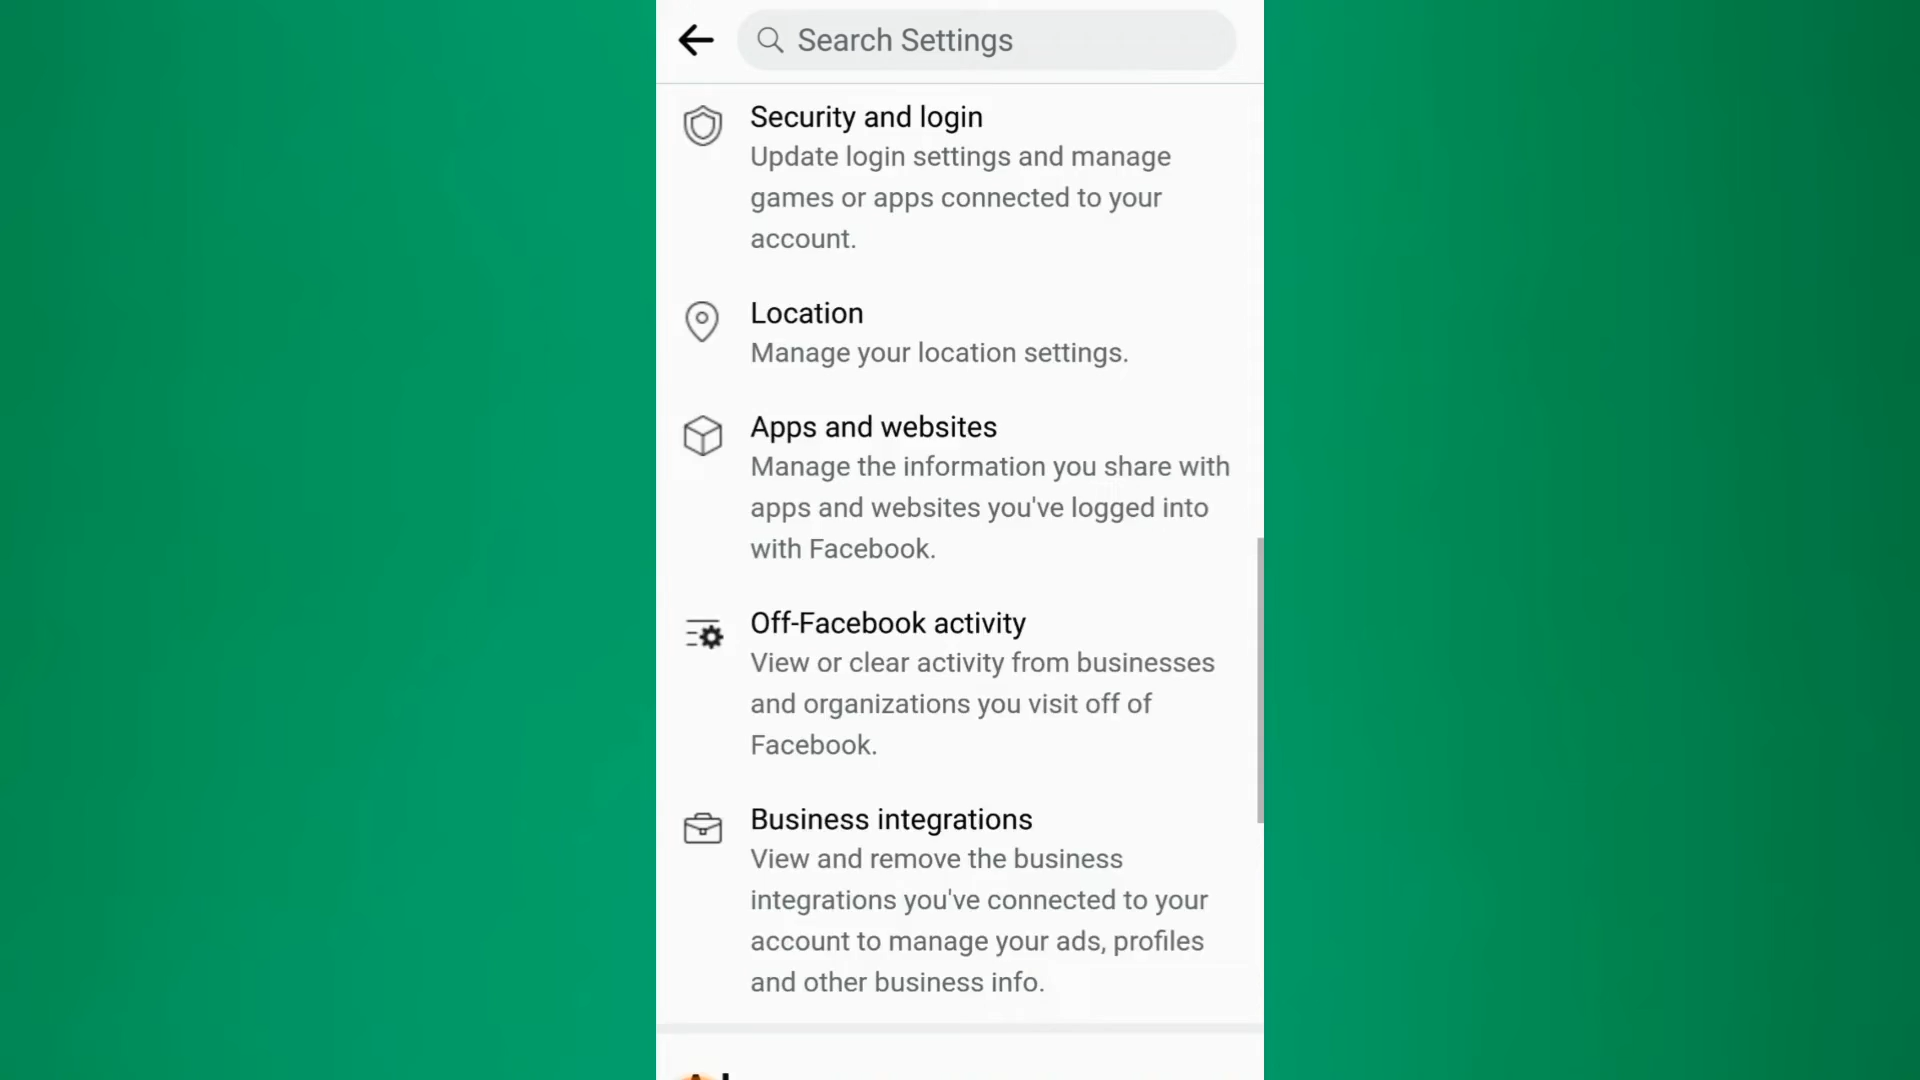 Search Settings
Security and login
Update login settings and manage
games or apps connected to your
account.
Location
Manage your location settings.
Apps and websites
Manage the information you share with
apps and websites you've logged into
with Facebook.
Off-Facebook activity
View or clear activity from businesses
and organizations you visit off of
Facebook.
Business integrations
View and remove the business
integrations you've connected to your
account to manage your ads, profiles
and other business info.